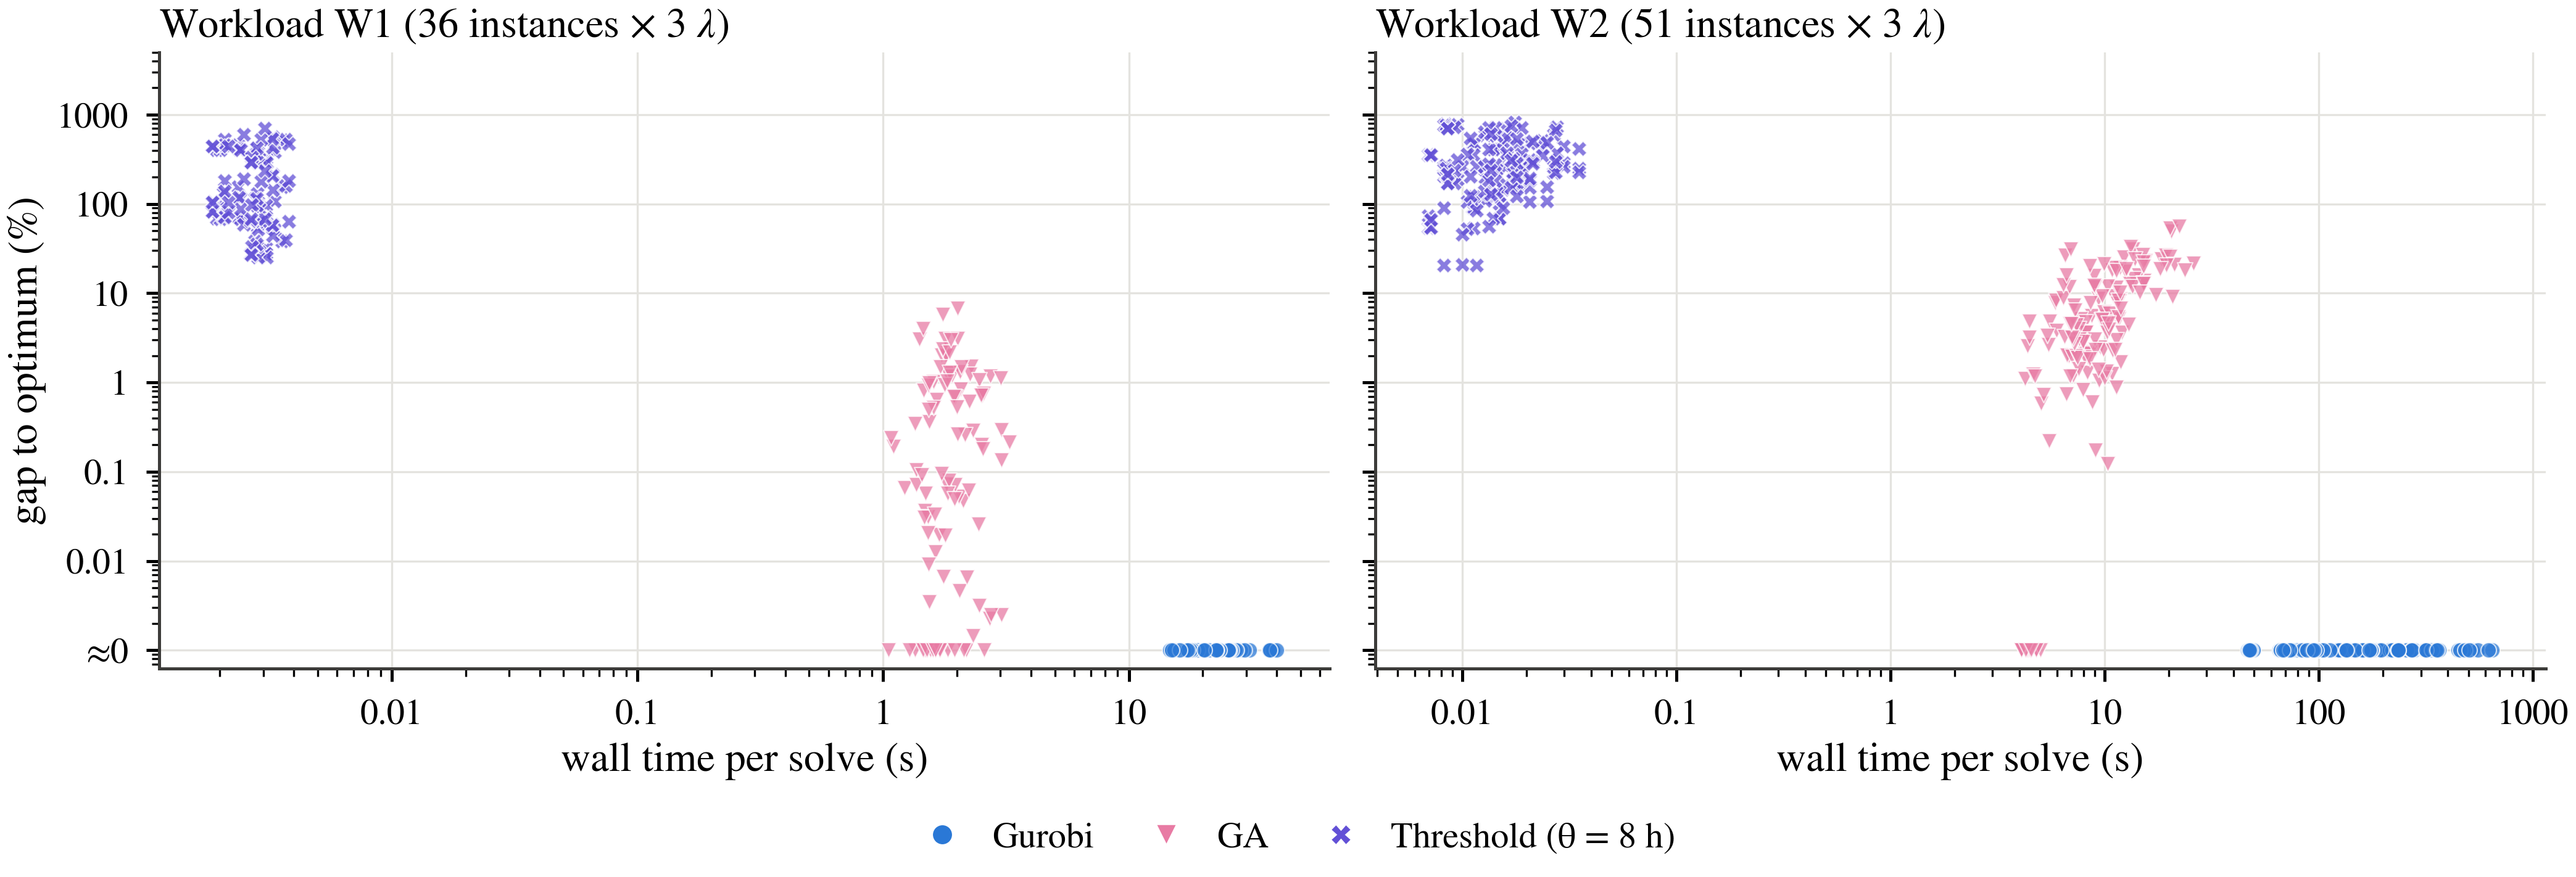 Workload W1 (36 instances × 3 λ)
Workload W2 (51 instances × 3 λ)
gap to optimum (%)
1000
100
10
1
0.1
0.01
≈0
0.01
0.1
1
10
0.01
0.1
1
10
100
1000
wall time per solve (s)
wall time per solve (s)
Gurobi
GA
Threshold (θ = 8 h)